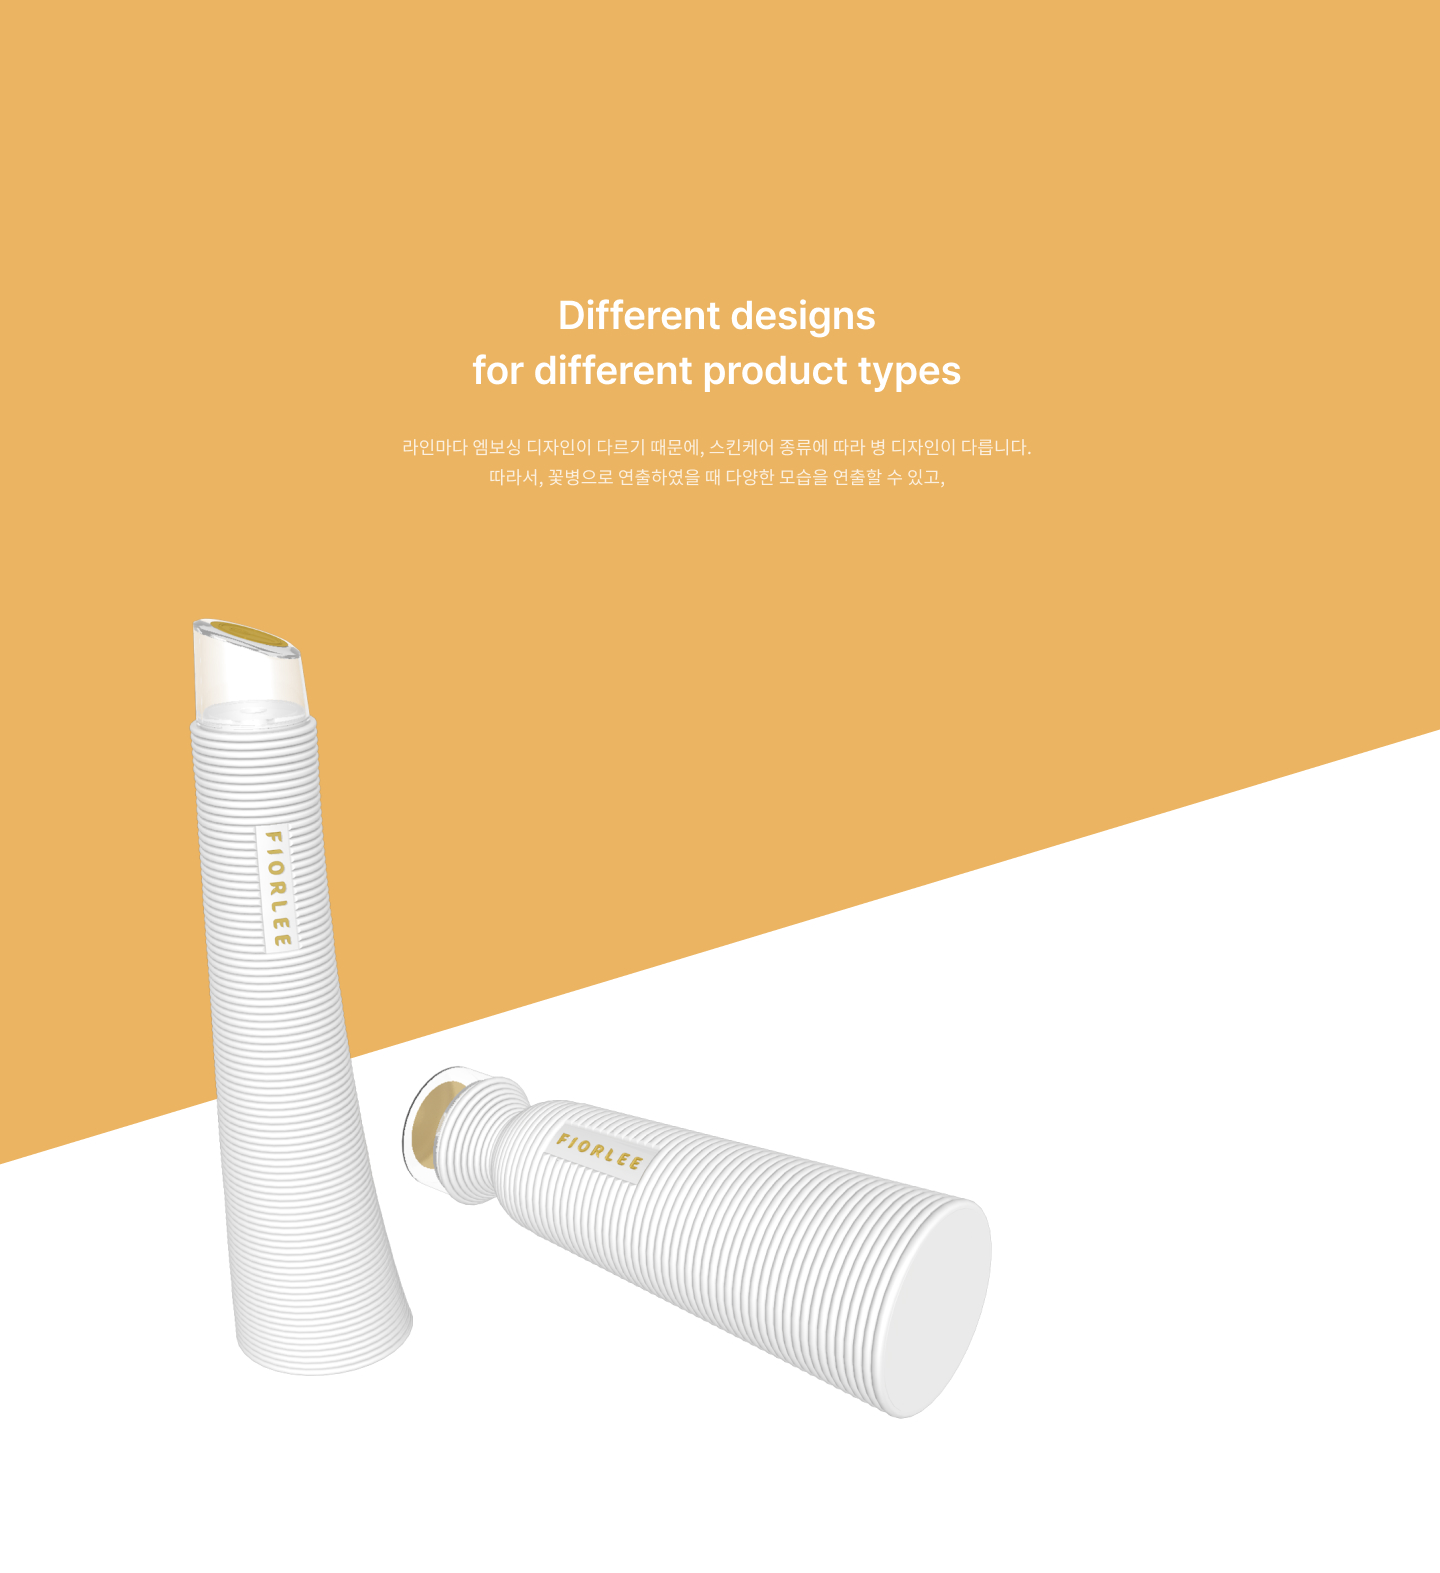 Different designs
for different product types
라인마다 엠보싱 디자인이 다르기 때문에, 스킨케어 종류에 따라 병 디자인이 다릅니다.
따라서, 꽃병으로 연출하였을 때 다양한 모습을 연출할 수 있고,
FIORLEE
FIORLEE